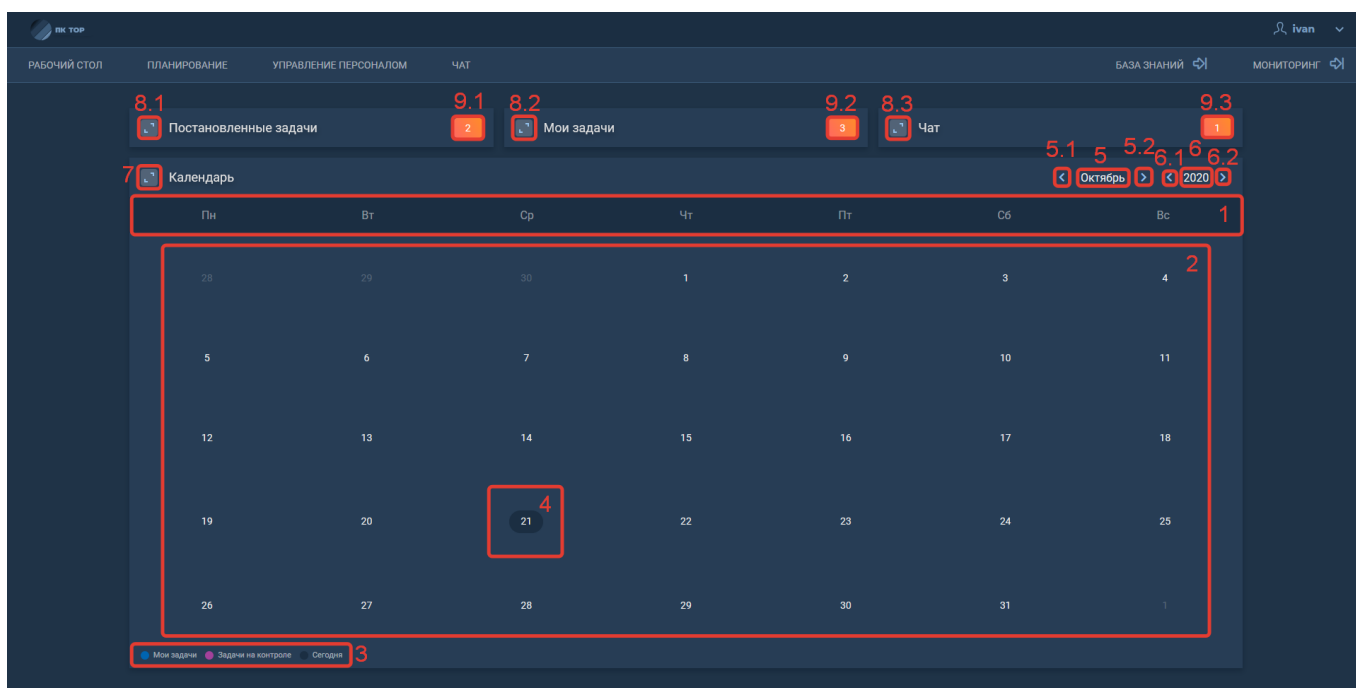 ПК ТОР ivan
РАБОЧИЙ СТОЛ ПЛАНИРОВАНИЕ УПРАВЛЕНИЕ ПЕРСОНАЛОМ ЧАТ БАЗА ЗНАНИЙ МОНИТОРИНГ
8.1 9.1 8.2 9.2 8.3 9.3
Постановленные задачи 2 Мои задачи 3 Чат 1
5.1 5 5.2 6.1 6 6.2
7 Календарь Октябрь 2020
Пн Вт Ср Чт Пт Сб Вс 1
2
28 29 30 1 2 3 4
5 6 7 8 9 10 11
12 13 14 15 16 17 18
4
19 20 21 22 23 24 25
26 27 28 29 30 31 1
Мои задачи Задачи на контроле Сегодня 3